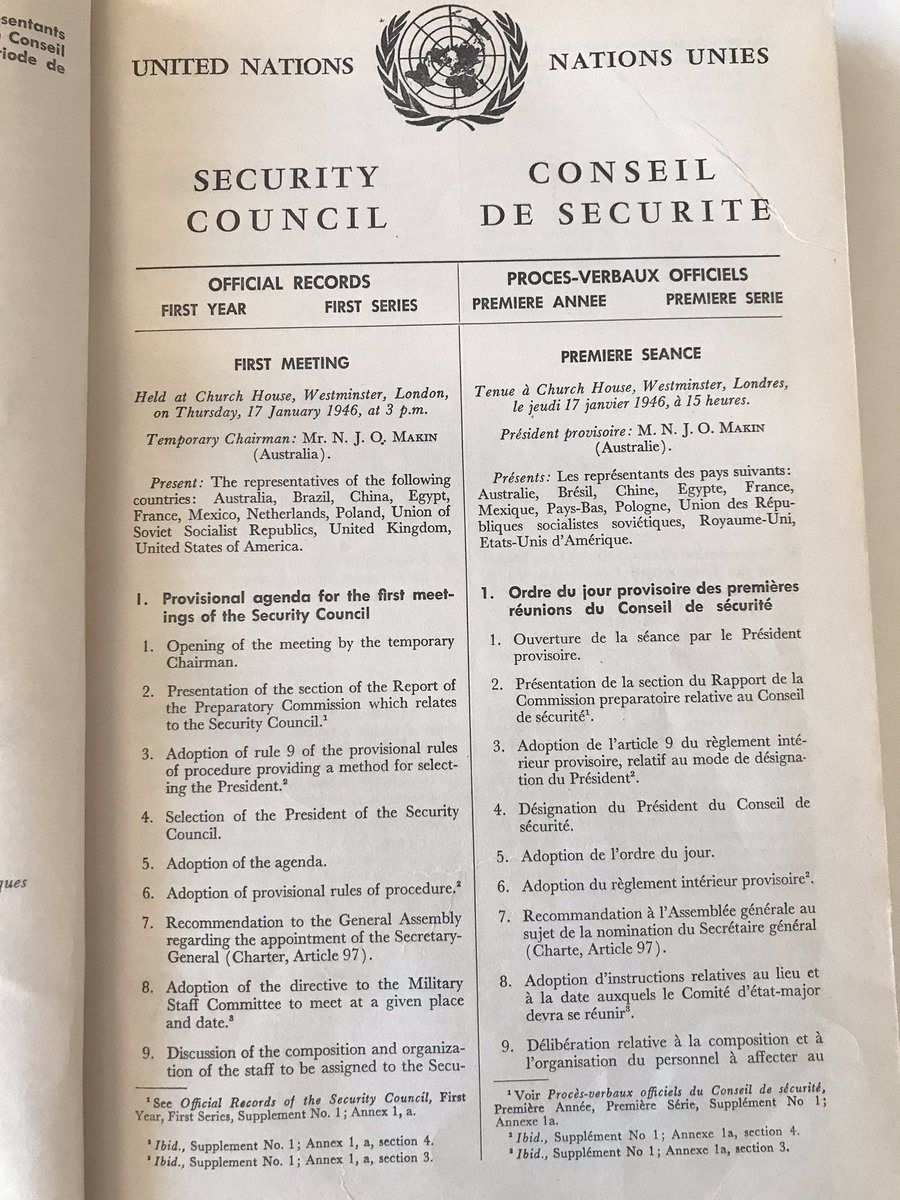 sentants
Conseil
riode de
ques
UNITED NATIONS
NATIONS UNIES
SECURITY
COUNCIL
CONSEIL
DE SECURITE
OFFICIAL RECORDS
FIRST YEAR FIRST SERIES
PROCES-VERBAUX OFFICIELS
PREMIERE ANNEE PREMIERE SERIE
FIRST MEETING
Held at Church House, Westminster, London,
on Thursday, 17 January 1946, at 3 p.m.
Temporary Chairman: Mr. N. J. O. MAKIN
(Australia).
Present: The representatives of the following
countries: Australia, Brazil, China, Egypt,
France, Mexico, Netherlands, Poland, Union of
Soviet Socialist Republics, United Kingdom,
United States of America.
1. Provisional agenda for the first meet-
ings of the Security Council
1. Opening of the meeting by the temporary
Chairman.
2. Presentation of the section of the Report of
the Preparatory Commission which relates
to the Security Council.¹
3. Adoption of rule 9 of the provisional rules
of procedure providing a method for select-
ing the President.²
4. Selection of the President of the Security
Council.
5. Adoption of the agenda.
6. Adoption of provisional rules of procedure.²
7. Recommendation to the General Assembly
regarding the appointment of the Secretary-
General (Charter, Article 97).
8. Adoption of the directive to the Military
Staff Committee to meet at a given place
and date.³
9. Discussion of the composition and organiza-
tion of the staff to be assigned to the Secu-
¹ See Official Records of the Security Council, First
Year, First Series, Supplement No. 1; Annex 1, a.
² Ibid., Supplement No. 1; Annex 1, a, section 4.
³ Ibid., Supplement No. 1; Annex 1, a, section 3.
PREMIERE SEANCE
Tenue à Church House, Westminster, Londres,
le jeudi 17 janvier 1946, à 15 heures.
Président provisoire: M. N. J. O. MAKIN
(Australie).
Présents: Les représentants des pays suivants:
Australie, Brésil, Chine, Egypte, France,
Mexique, Pays-Bas, Pologne, Union des Répu-
bliques socialistes soviétiques, Royaume-Uni,
Etats-Unis d'Amérique.
1. Ordre du jour provisoire des premières
réunions du Conseil de sécurité
1. Ouverture de la séance par le Président
provisoire.
2. Présentation de la section du Rapport de la
Commission preparatoire relative au Conseil
de sécurité¹.
3. Adoption de l'article 9 du règlement inté-
rieur provisoire, relatif au mode de désigna-
tion du Président².
4. Désignation du Président du Conseil de
sécurité.
5. Adoption de l'ordre du jour.
6. Adoption du règlement intérieur provisoire².
7. Recommandation à l'Assemblée générale au
sujet de la nomination du Secrétaire général
(Charte, Article 97).
8. Adoption d'instructions relatives au lieu et
à la date auxquels le Comité d'état-major
devra se réunir³.
9. Délibération relative à la composition et à
l'organisation du personnel à affecter au
¹ Voir Procès-verbaux officiels du Conseil de sécurité,
Première Année, Première Série, Supplément No 1;
Annexe 1a.
² Ibid., Supplément No 1; Annexe 1a, section 4.
³ Ibid., Supplément No 1; Annexe 1a, section 3.